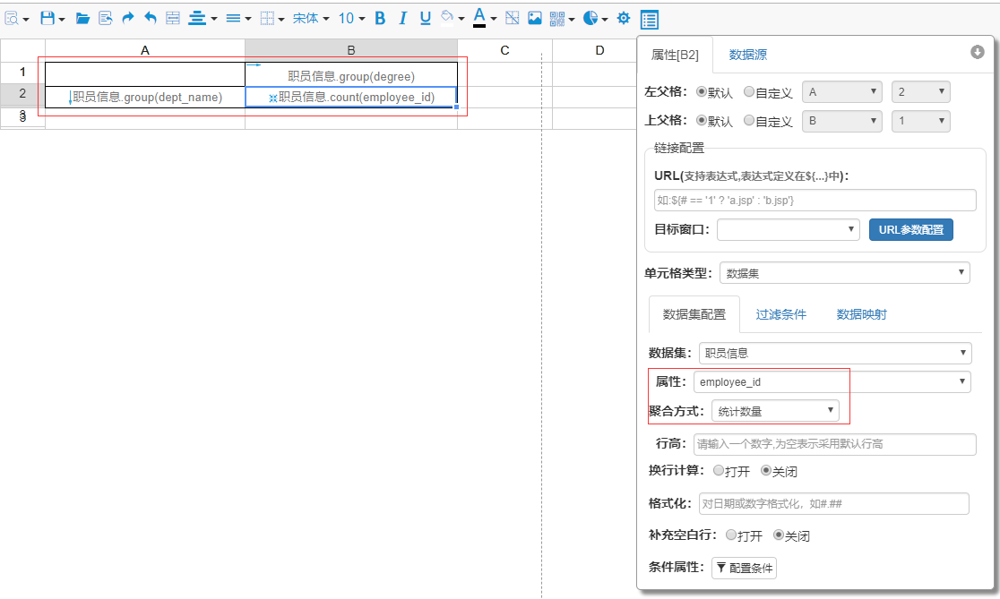 宋体 10 B I U A
A B C D
1 职员信息.group(degree)
2 职员信息.group(dept_name) 职员信息.count(employee_id)
3
属性[B2] 数据源
左父格: 默认 自定义 A 2
上父格: 默认 自定义 B 1
链接配置
URL(支持表达式,表达式定义在${...}中):
如:${# == '1' ? 'a.jsp' : 'b.jsp'}
目标窗口: URL参数配置
单元格类型: 数据集
数据集配置 过滤条件 数据映射
数据集: 职员信息
属性: employee_id
聚合方式: 统计数量
行高: 请输入一个数字,为空表示采用默认行高
换行计算: 打开 关闭
格式化: 对日期或数字格式化，如#.##
补充空白行: 打开 关闭
条件属性: 配置条件